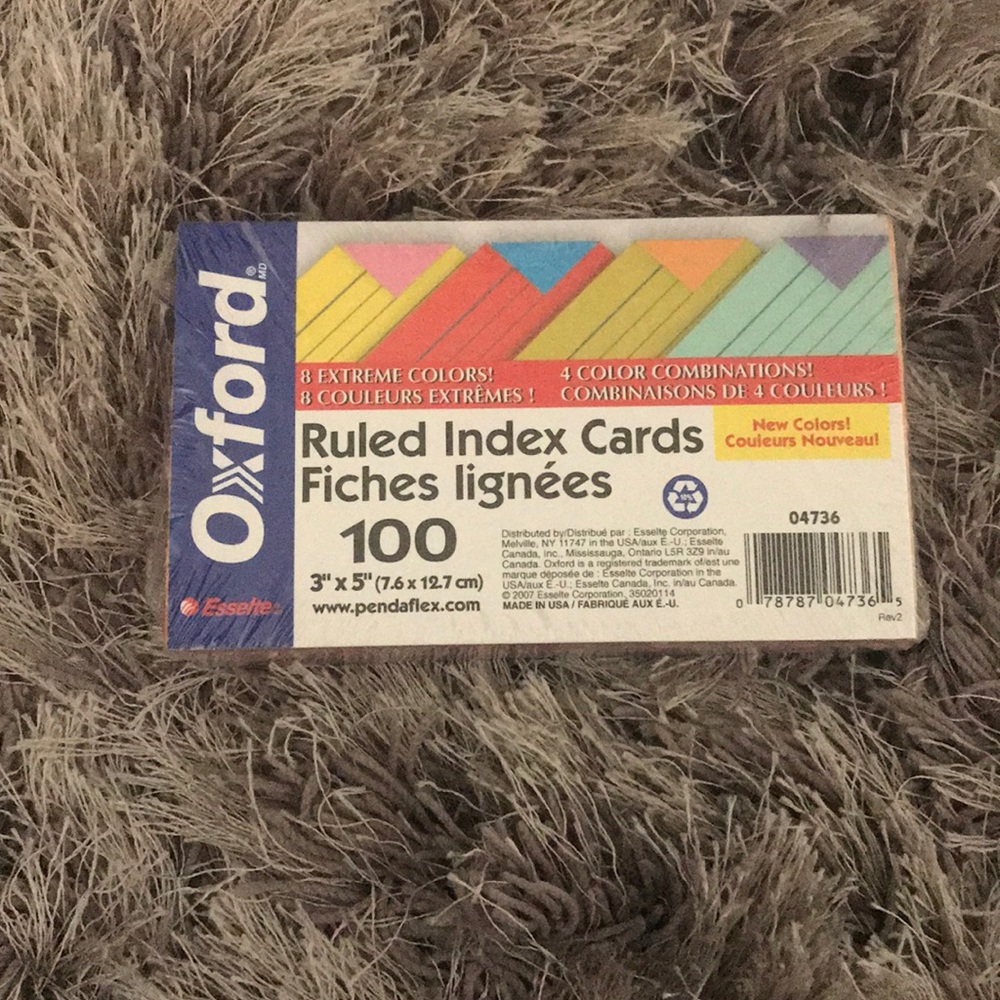 Oxford®MD
8 EXTREME COLORS!
8 COULEURS EXTRÊMES !
4 COLOR COMBINATIONS!
COMBINAISONS DE 4 COULEURS !
Ruled Index Cards
Fiches lignées
New Colors!
Couleurs Nouveau!
100
3" x 5" (7.6 x 12.7 cm)
www.pendaflex.com
Esselte
Distributed by/Distribué par : Esselte Corporation,
Melville, NY 11747 in the USA/aux É.-U.; Esselte
Canada, Inc., Mississauga, Ontario L5R 3Z9 in/au
Canada. Oxford is a registered trademark of/est une
marque déposée de : Esselte Corporation in the
USA/aux É.-U.; Esselte Canada, Inc. in/au Canada.
© 2007 Esselte Corporation, 35020114
MADE IN USA / FABRIQUÉ AUX É.-U.
04736
0 78787 04736 5
Rev2